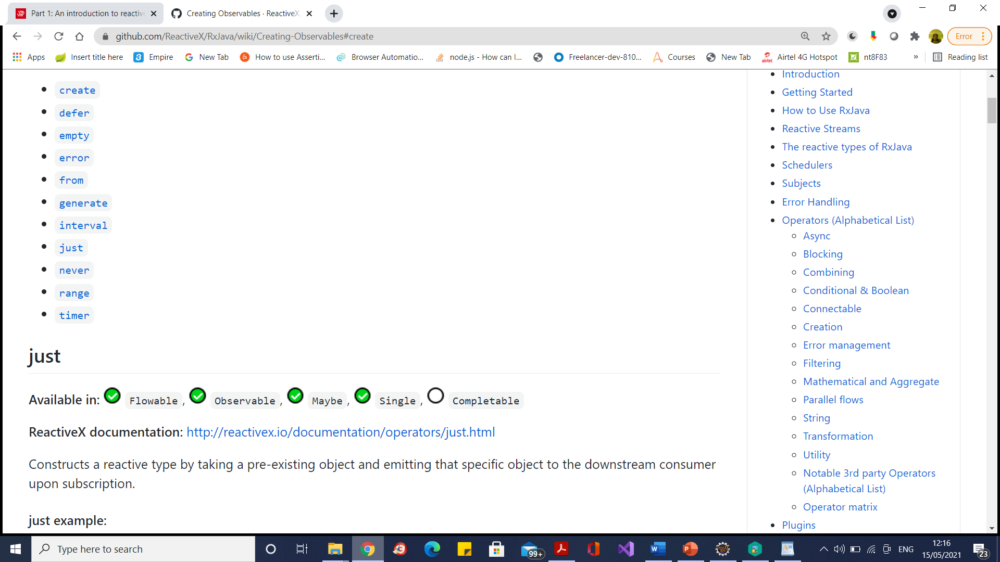 Part 1: An introduction to reactiv
Creating Observables · ReactiveX
github.com/ReactiveX/RxJava/wiki/Creating-Observables#create
Error
Apps
Insert title here
Empire
New Tab
How to use Asserti...
Browser Automatio...
node.js - How can I...
Freelancer-dev-810...
Courses
New Tab
Airtel 4G Hotspot
nt8F83
»
Reading list
create
defer
empty
error
from
generate
interval
just
never
range
timer
just
Available in: Flowable, Observable, Maybe, Single, Completable
ReactiveX documentation: http://reactivex.io/documentation/operators/just.html
Constructs a reactive type by taking a pre-existing object and emitting that specific object to the downstream consumer
upon subscription.
just example:
Introduction
Getting Started
How to Use RxJava
Reactive Streams
The reactive types of RxJava
Schedulers
Subjects
Error Handling
Operators (Alphabetical List)
Async
Blocking
Combining
Conditional & Boolean
Connectable
Creation
Error management
Filtering
Mathematical and Aggregate
Parallel flows
String
Transformation
Utility
Notable 3rd party Operators
(Alphabetical List)
Operator matrix
Plugins
Type here to search
99+
ENG
12:16
15/05/2021
23